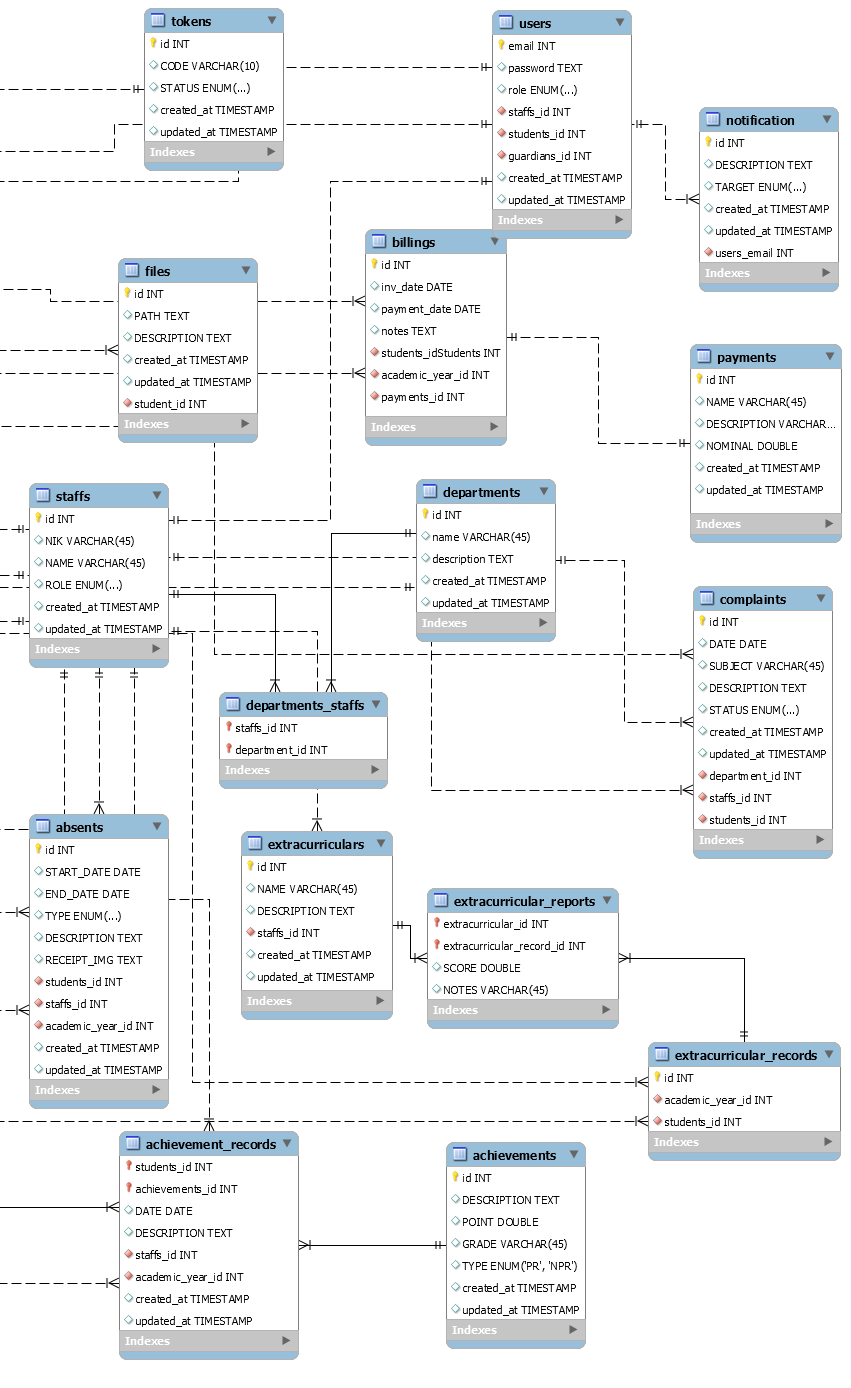 tokens
id INT
CODE VARCHAR(10)
STATUS ENUM(...)
created_at TIMESTAMP
updated_at TIMESTAMP
Indexes
users
email INT
password TEXT
role ENUM(...)
staffs_id INT
students_id INT
guardians_id INT
created_at TIMESTAMP
updated_at TIMESTAMP
Indexes
notification
id INT
DESCRIPTION TEXT
TARGET ENUM(...)
created_at TIMESTAMP
updated_at TIMESTAMP
users_email INT
Indexes
billings
id INT
inv_date DATE
payment_date DATE
notes TEXT
students_idStudents INT
academic_year_id INT
payments_id INT
Indexes
files
id INT
PATH TEXT
DESCRIPTION TEXT
created_at TIMESTAMP
updated_at TIMESTAMP
student_id INT
Indexes
payments
id INT
NAME VARCHAR(45)
DESCRIPTION VARCHAR...
NOMINAL DOUBLE
created_at TIMESTAMP
updated_at TIMESTAMP
Indexes
staffs
id INT
NIK VARCHAR(45)
NAME VARCHAR(45)
ROLE ENUM(...)
created_at TIMESTAMP
updated_at TIMESTAMP
Indexes
departments
id INT
name VARCHAR(45)
description TEXT
created_at TIMESTAMP
updated_at TIMESTAMP
Indexes
complaints
id INT
DATE DATE
SUBJECT VARCHAR(45)
DESCRIPTION TEXT
STATUS ENUM(...)
created_at TIMESTAMP
updated_at TIMESTAMP
department_id INT
staffs_id INT
students_id INT
Indexes
departments_staffs
staffs_id INT
department_id INT
Indexes
absents
id INT
START_DATE DATE
END_DATE DATE
TYPE ENUM(...)
DESCRIPTION TEXT
RECEIPT_IMG TEXT
students_id INT
staffs_id INT
academic_year_id INT
created_at TIMESTAMP
updated_at TIMESTAMP
Indexes
extracurriculars
id INT
NAME VARCHAR(45)
DESCRIPTION TEXT
staffs_id INT
created_at TIMESTAMP
updated_at TIMESTAMP
Indexes
extracurricular_reports
extracurricular_id INT
extracurricular_record_id INT
SCORE DOUBLE
NOTES VARCHAR(45)
Indexes
extracurricular_records
id INT
academic_year_id INT
students_id INT
Indexes
achievement_records
students_id INT
achievements_id INT
DATE DATE
DESCRIPTION TEXT
staffs_id INT
academic_year_id INT
created_at TIMESTAMP
updated_at TIMESTAMP
Indexes
achievements
id INT
DESCRIPTION TEXT
POINT DOUBLE
GRADE VARCHAR(45)
TYPE ENUM('PR', 'NPR')
created_at TIMESTAMP
updated_at TIMESTAMP
Indexes